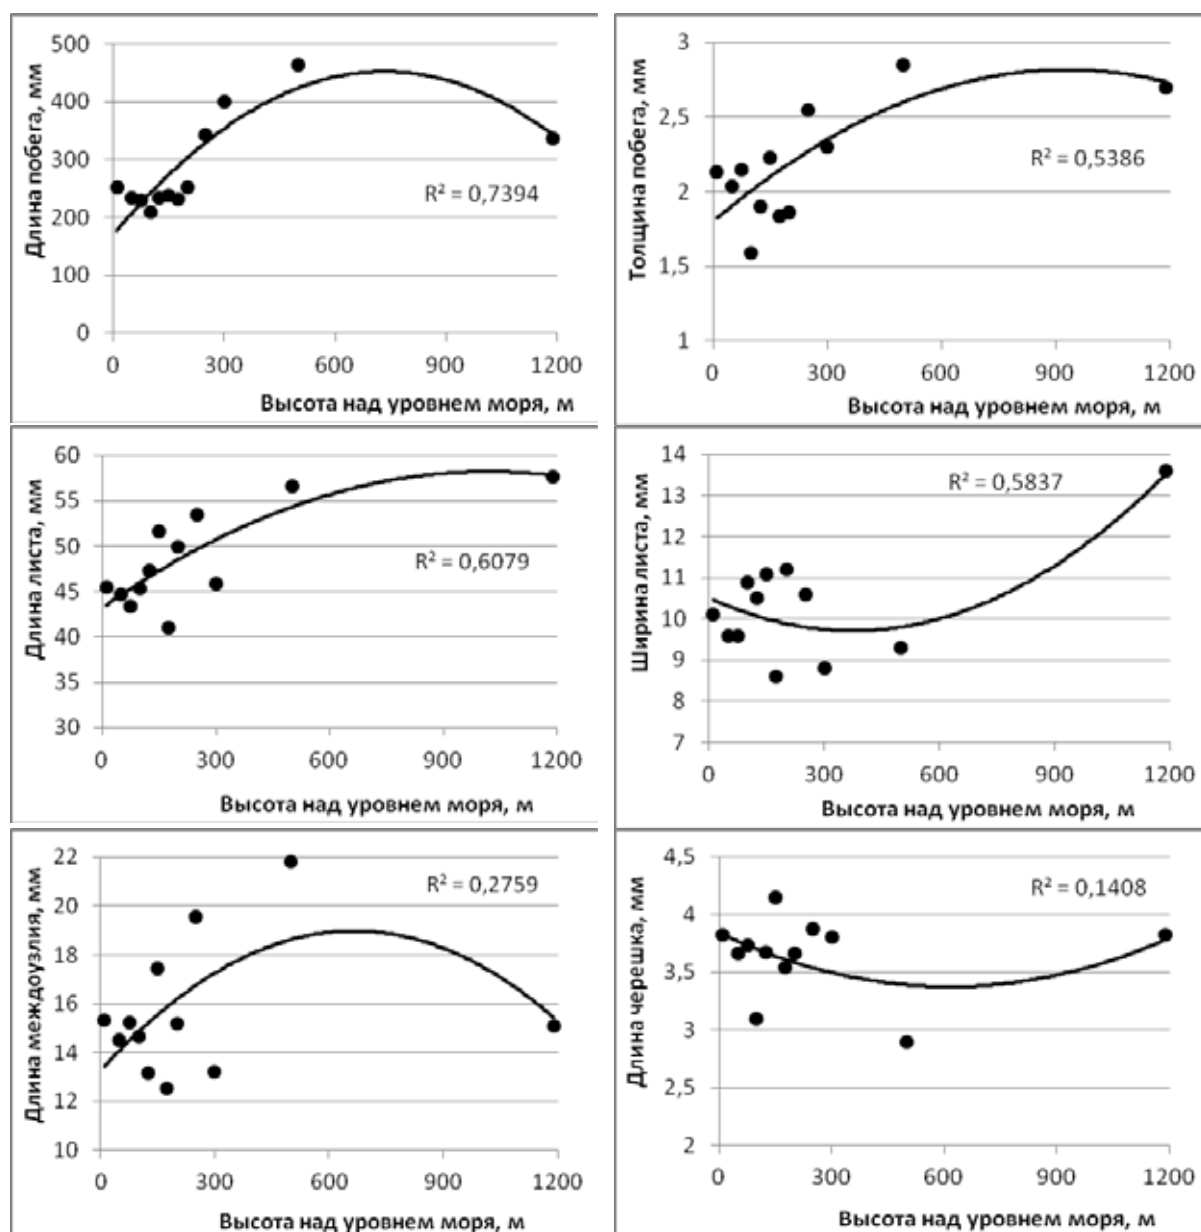 Длина побега, мм
500
400
300
200
100
0
R² = 0,7394
0 300 600 900 1200
Высота над уровнем моря, м
Толщина побега, мм
3
2,5
2
1,5
1
R² = 0,5386
0 300 600 900 1200
Высота над уровнем моря, м
Длина листа, мм
60
55
50
45
40
35
30
R² = 0,6079
0 300 600 900 1200
Высота над уровнем моря, м
Ширина листа, мм
14
13
12
11
10
9
8
7
R² = 0,5837
0 300 600 900 1200
Высота над уровнем моря, м
Длина междоузлия, мм
22
20
18
16
14
12
10
R² = 0,2759
0 300 600 900 1200
Высота над уровнем моря, м
Длина черешка, мм
4,5
4
3,5
3
2,5
2
R² = 0,1408
0 300 600 900 1200
Высота над уровнем моря, м